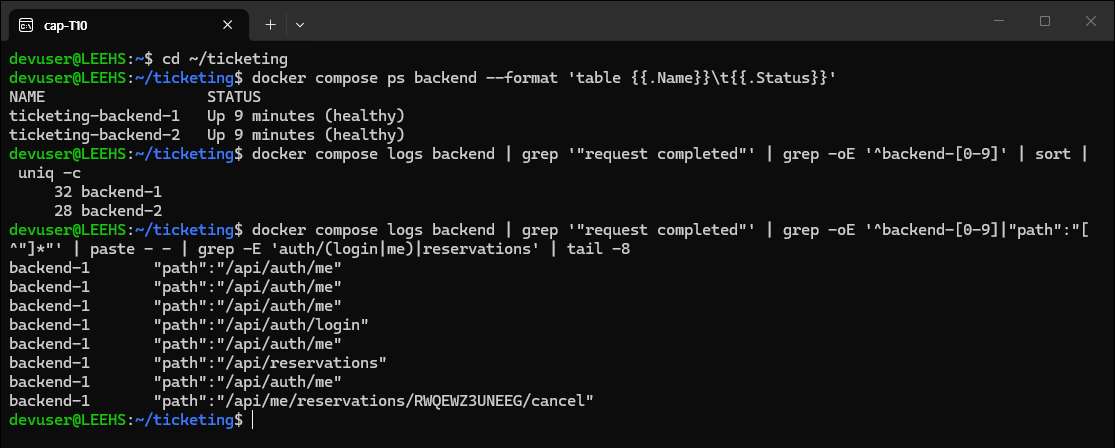 cap-T10
devuser@LEEHS:~$ cd ~/ticketing
devuser@LEEHS:~/ticketing$ docker compose ps backend --format 'table {{.Name}}\t{{.Status}}'
NAME                  STATUS
ticketing-backend-1   Up 9 minutes (healthy)
ticketing-backend-2   Up 9 minutes (healthy)
devuser@LEEHS:~/ticketing$ docker compose logs backend | grep '"request completed"' | grep -oE '^backend-[0-9]' | sort |
 uniq -c
     32 backend-1
     28 backend-2
devuser@LEEHS:~/ticketing$ docker compose logs backend | grep '"request completed"' | grep -oE '^backend-[0-9]|"path":"[
^"]*"' | paste - - | grep -E 'auth/(login|me)|reservations' | tail -8
backend-1       "path":"/api/auth/me"
backend-1       "path":"/api/auth/me"
backend-1       "path":"/api/auth/me"
backend-1       "path":"/api/auth/login"
backend-1       "path":"/api/auth/me"
backend-1       "path":"/api/reservations"
backend-1       "path":"/api/auth/me"
backend-1       "path":"/api/me/reservations/RWQEWZ3UNEEG/cancel"
devuser@LEEHS:~/ticketing$